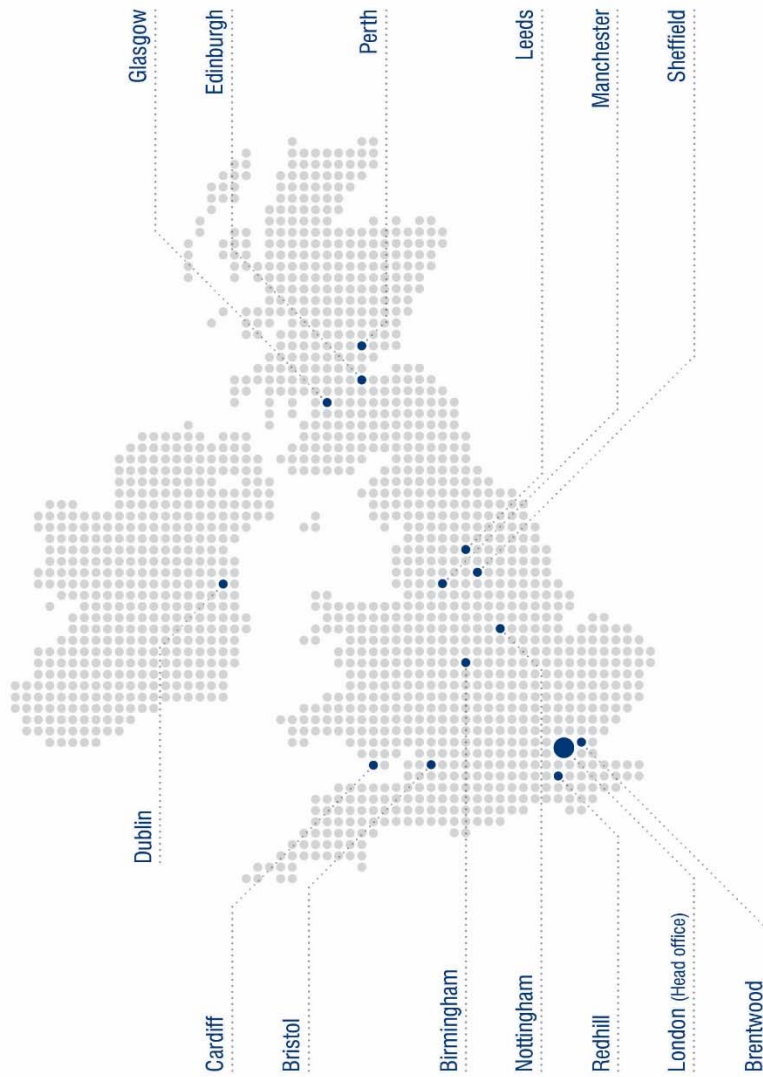 Glasgow
Edinburgh
Perth
Leeds
Manchester
Sheffield
Dublin
Cardiff
Bristol
Birmingham
Nottingham
Redhill
London (Head office)
Brentwood